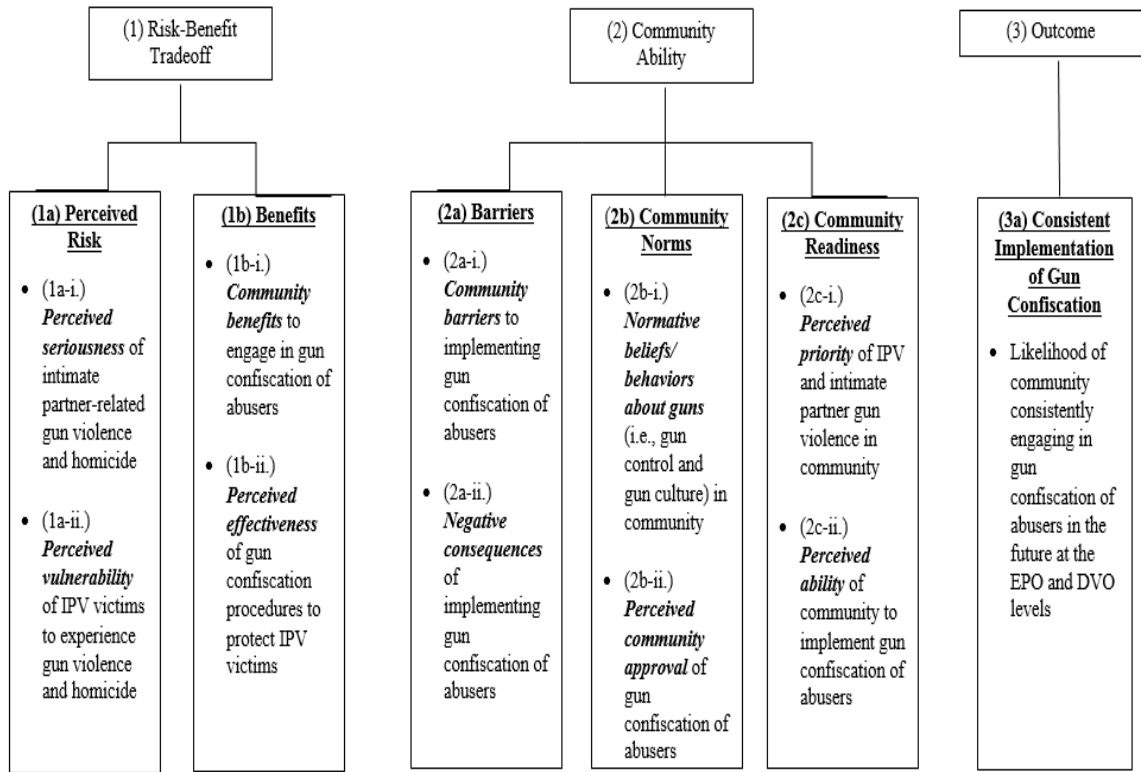 (1) Risk-Benefit
Tradeoff
(2) Community
Ability
(3) Outcome
(1a) Perceived
Risk
• (1a-i.)
Perceived
seriousness of
intimate
partner-related
gun violence
and homicide
• (1a-ii.)
Perceived
vulnerability
of IPV victims
to experience
gun violence
and homicide
(1b) Benefits
• (1b-i.)
Community
benefits to
engage in gun
confiscation of
abusers
• (1b-ii.)
Perceived
effectiveness
of gun
confiscation
procedures to
protect IPV
victims
(2a) Barriers
• (2a-i.)
Community
barriers to
implementing
gun
confiscation of
abusers
• (2a-ii.)
Negative
consequences
of
implementing
gun
confiscation of
abusers
(2b) Community
Norms
• (2b-i.)
Normative
beliefs/
behaviors
about guns
(i.e., gun
control and
gun culture) in
community
• (2b-ii.)
Perceived
community
approval of
gun
confiscation of
abusers
(2c) Community
Readiness
• (2c-i.)
Perceived
priority of IPV
and intimate
partner gun
violence in
community
• (2c-ii.)
Perceived
ability of
community to
implement gun
confiscation of
abusers
(3a) Consistent
Implementation
of Gun
Confiscation
• Likelihood of
community
consistently
engaging in
gun
confiscation of
abusers in the
future at the
EPO and DVO
levels